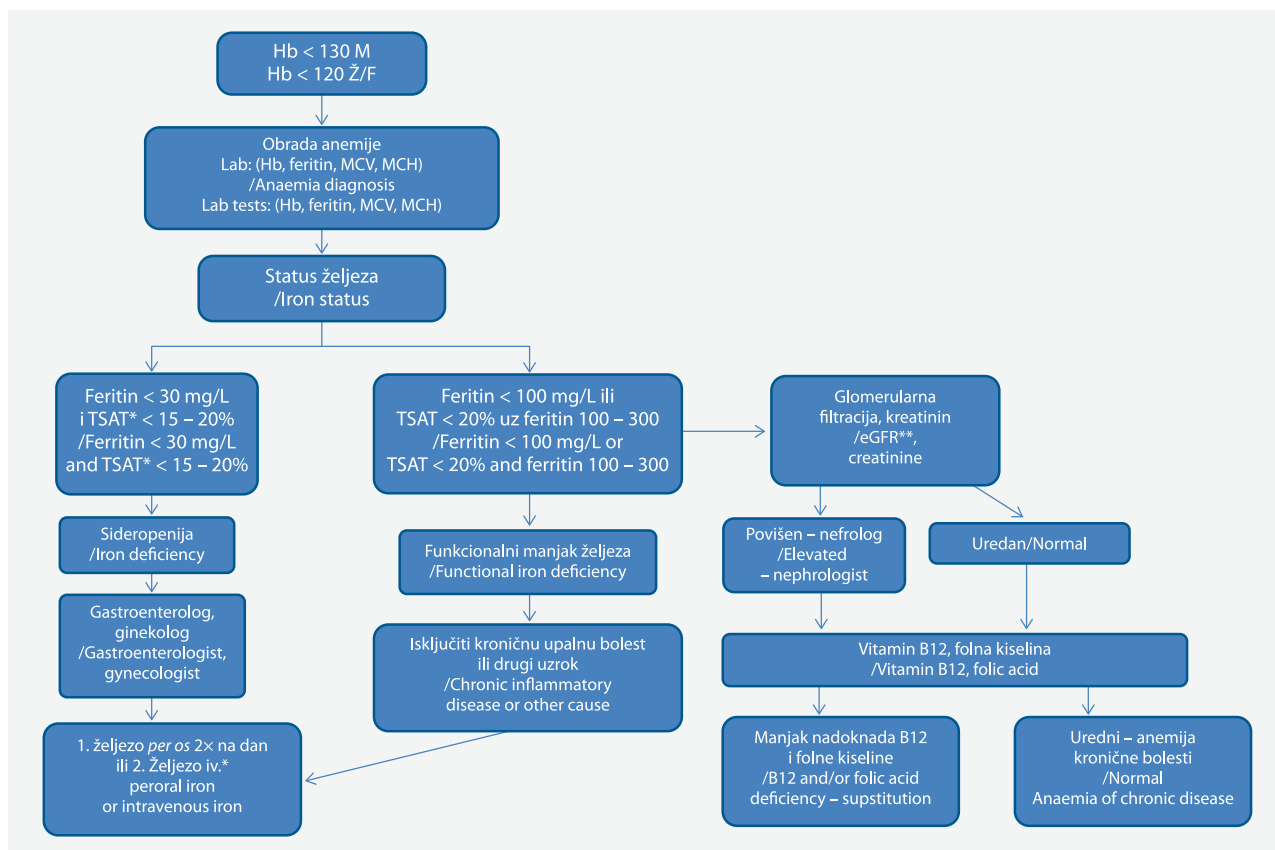 Hb < 130 M
Hb < 120 Ž/F
Obrada anemije
Lab: (Hb, feritin, MCV, MCH)
/Anaemia diagnosis
Lab tests: (Hb, feritin, MCV, MCH)
Status željeza
/Iron status
Feritin < 30 mg/L
i TSAT* < 15 – 20%
/Ferritin < 30 mg/L
and TSAT* < 15 – 20%
Feritin < 100 mg/L ili
TSAT < 20% uz feritin 100 – 300
/Ferritin < 100 mg/L or
TSAT < 20% and ferritin 100 – 300
Glomerularna
filtracija, kreatinin
/eGFR**,
creatinine
Sideropenija
/Iron deficiency
Funkcionalni manjak željeza
/Functional iron deficiency
Povišen – nefrolog
/Elevated
– nephrologist
Uredan/Normal
Gastroenterolog,
ginekolog
/Gastroenterologist,
gynecologist
Isključiti kroničnu upalnu bolest
ili drugi uzrok
/Chronic inflammatory
disease or other cause
Vitamin B12, folna kiselina
/Vitamin B12, folic acid
1. željezo per os 2× na dan
ili 2. Željezo iv.*
peroral iron
or intravenous iron
Manjak nadoknada B12
i folne kiseline
/B12 and/or folic acid
deficiency – supstitution
Uredni – anemija
kronične bolesti
/Normal
Anaemia of chronic disease